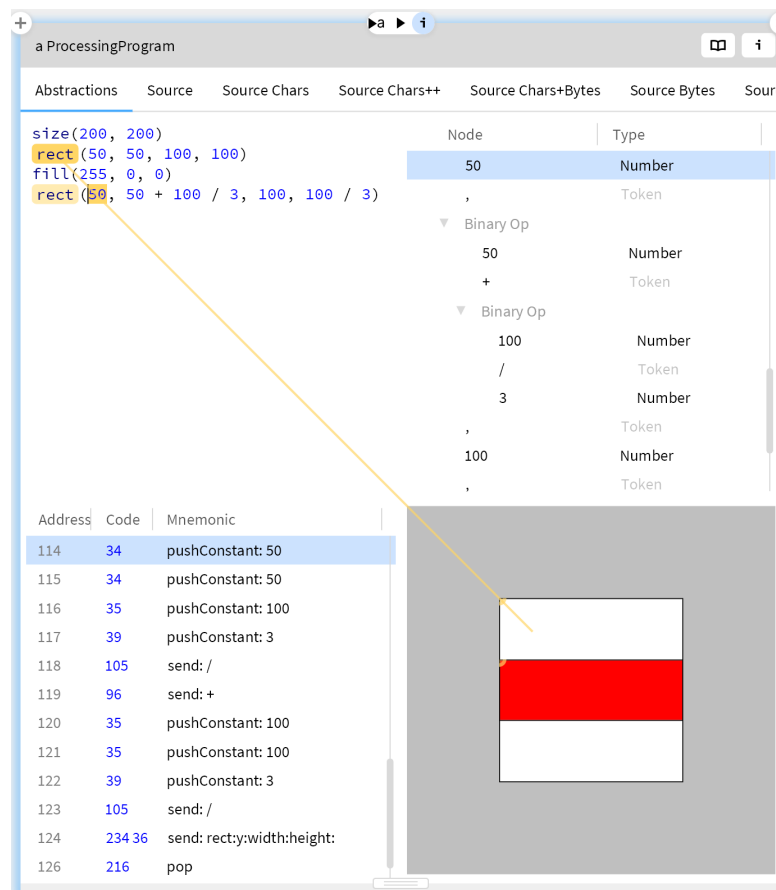 a i
a ProcessingProgram i
Abstractions Source Source Chars Source Chars++ Source Chars+Bytes Source Bytes Sour
size(200, 200)
rect(50, 50, 100, 100)
fill(255, 0, 0)
rect(50, 50 + 100 / 3, 100, 100 / 3)
Node Type
50 Number
, Token
Binary Op
50 Number
+ Token
Binary Op
100 Number
/ Token
3 Number
, Token
100 Number
, Token
Address Code Mnemonic
114 34 pushConstant: 50
115 34 pushConstant: 50
116 35 pushConstant: 100
117 39 pushConstant: 3
118 105 send: /
119 96 send: +
120 35 pushConstant: 100
121 35 pushConstant: 100
122 39 pushConstant: 3
123 105 send: /
124 234 36 send: rect:y:width:height:
126 216 pop